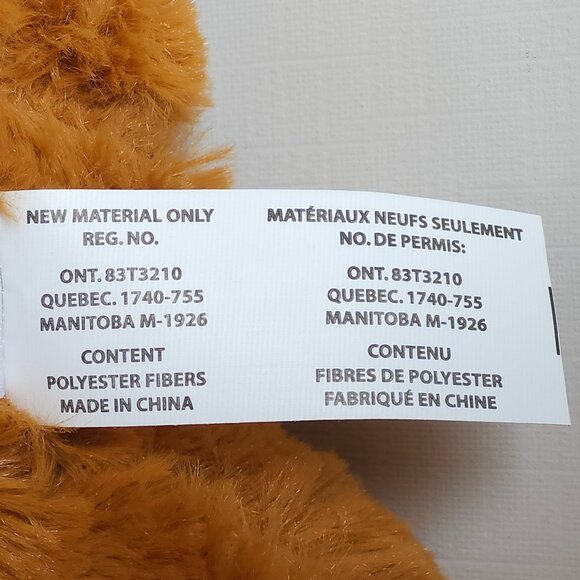 NEW MATERIAL ONLY
REG. NO.
ONT. 83T3210
QUEBEC. 1740-755
MANITOBA M-1926
CONTENT
POLYESTER FIBERS
MADE IN CHINA
MATÉRIAUX NEUFS SEULEMENT
NO. DE PERMIS:
ONT. 83T3210
QUEBEC. 1740-755
MANITOBA M-1926
CONTENU
FIBRES DE POLYESTER
FABRIQUÉ EN CHINE